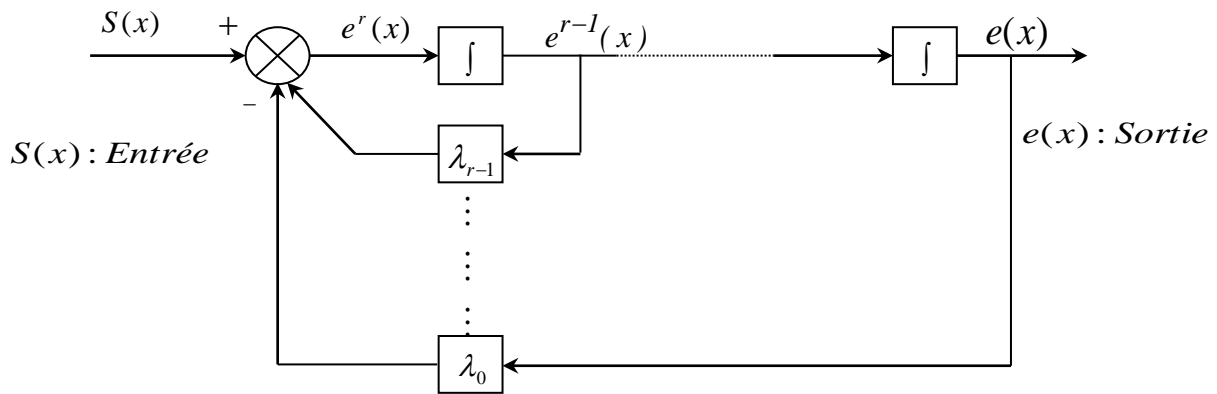 S(x)
+
e^r(x)
∫
e^{r-1}(x)
∫
e(x)
−
S(x) : Entrée
λ_{r-1}
e(x) : Sortie
λ_0